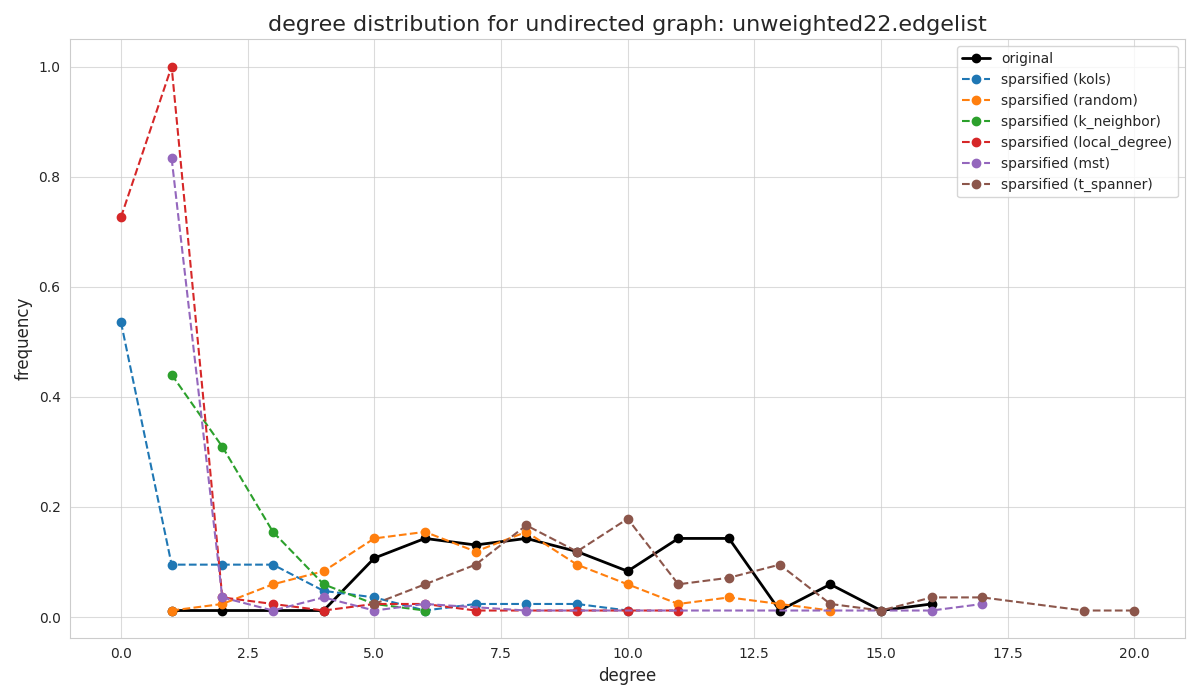 degree distribution for undirected graph: unweighted22.edgelist
original
sparsified (kols)
sparsified (random)
sparsified (k_neighbor)
sparsified (local_degree)
sparsified (mst)
sparsified (t_spanner)
frequency
1.0
0.8
0.6
0.4
0.2
0.0
0.0 2.5 5.0 7.5 10.0 12.5 15.0 17.5 20.0
degree